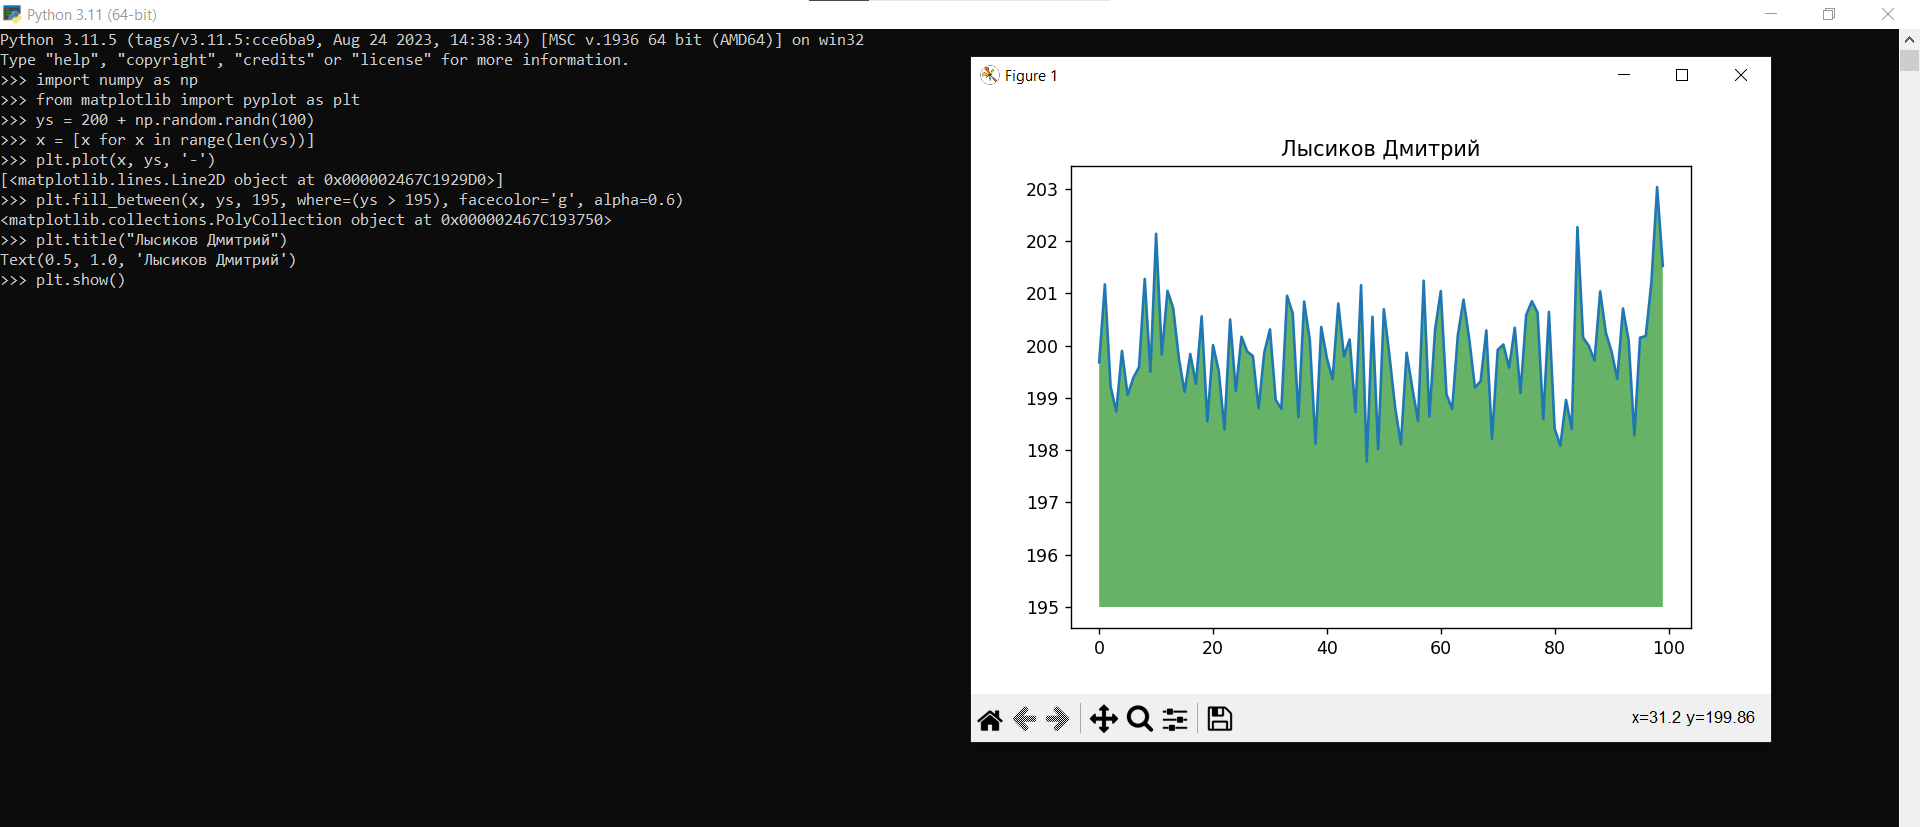 Python 3.11 (64-bit)
Python 3.11.5 (tags/v3.11.5:cce6ba9, Aug 24 2023, 14:38:34) [MSC v.1936 64 bit (AMD64)] on win32
Type "help", "copyright", "credits" or "license" for more information.
>>> import numpy as np
>>> from matplotlib import pyplot as plt
>>> ys = 200 + np.random.randn(100)
>>> x = [x for x in range(len(ys))]
>>> plt.plot(x, ys, '-')
[<matplotlib.lines.Line2D object at 0x000002467C1929D0>]
>>> plt.fill_between(x, ys, 195, where=(ys > 195), facecolor='g', alpha=0.6)
<matplotlib.collections.PolyCollection object at 0x000002467C193750>
>>> plt.title("Лысиков Дмитрий")
Text(0.5, 1.0, 'Лысиков Дмитрий')
>>> plt.show()
Figure 1
Лысиков Дмитрий
203
202
201
200
199
198
197
196
195
0 20 40 60 80 100
x=31.2 y=199.86